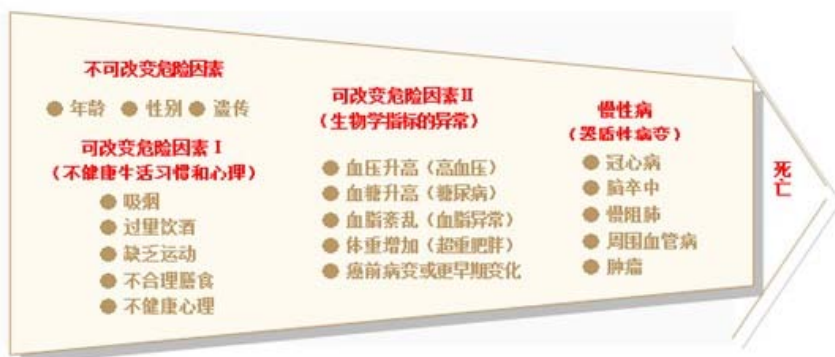 不可改变危险因素
● 年龄 ● 性别 ● 遗传
可改变危险因素 I
(不健康生活习惯和心理)
● 吸烟
● 过里饮酒
● 缺乏运动
● 不合理膳食
● 不健康心理
可改变危险因素 II
(生物学指标的异常)
● 血压升高(高血压)
● 血糖升高(糖尿病)
● 血脂紊乱(血脂异常)
● 体重增加(超重肥胖)
● 癌前病变或更早期变化
慢性病
(器质性病变)
● 冠心病
● 脑卒中
● 慢阻肺
● 周围血管病
● 肿瘤
死亡